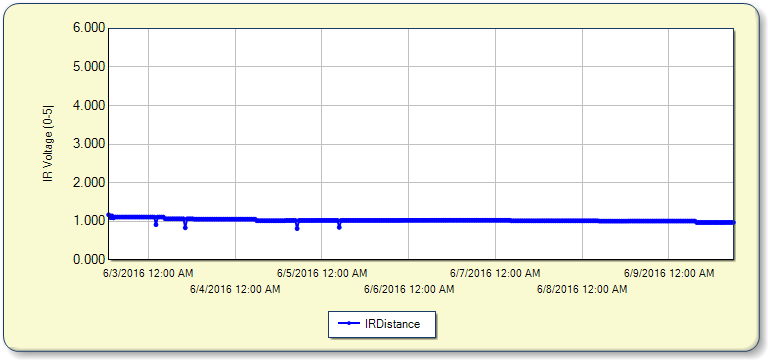 6.000
5.000
4.000
3.000
2.000
1.000
0.000
IR Voltage (0-5|
6/3/2016 12:00 AM
6/4/2016 12:00 AM
6/5/2016 12:00 AM
6/6/2016 12:00 AM
6/7/2016 12:00 AM
6/8/2016 12:00 AM
6/9/2016 12:00 AM
IRDistance